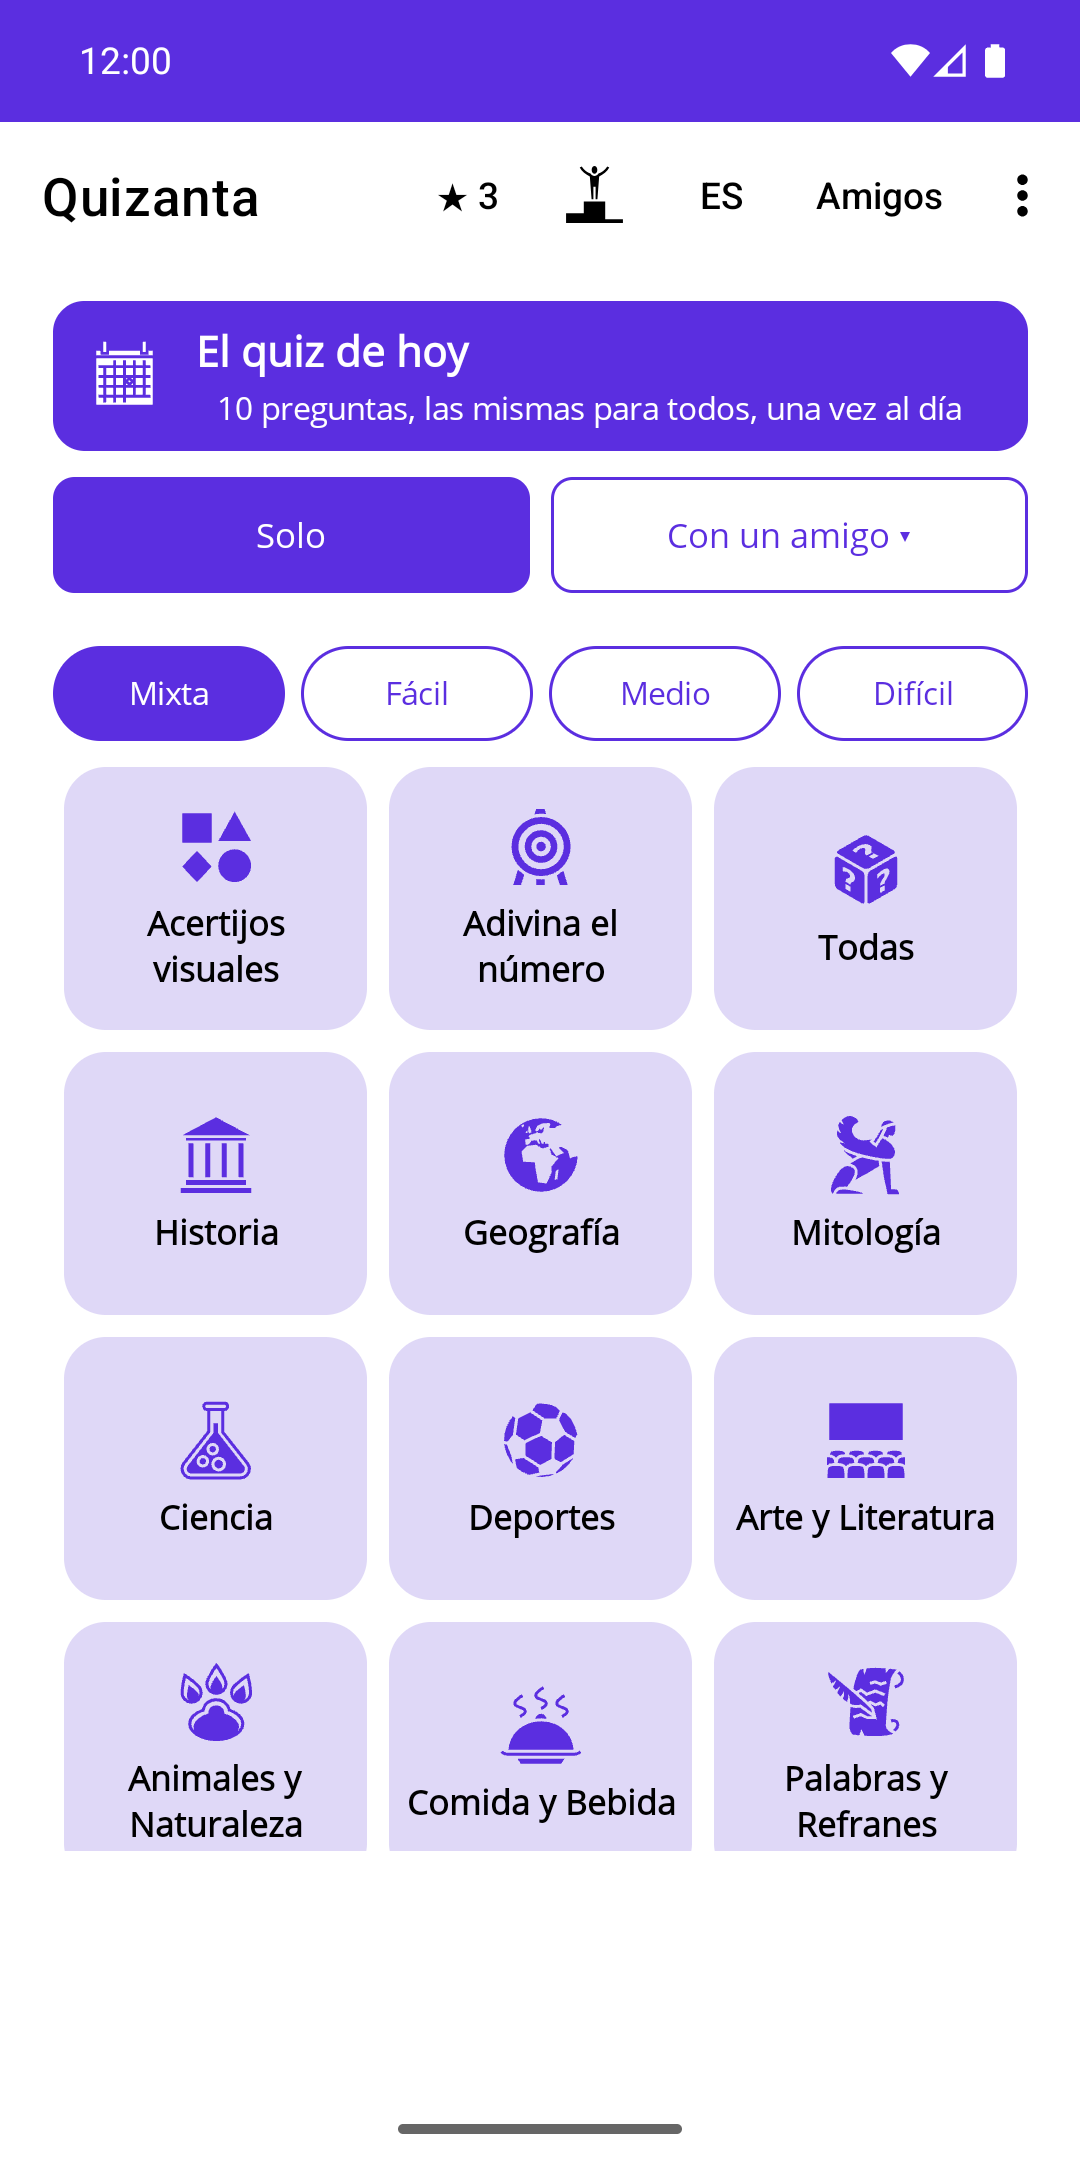 12:00
Quizanta
★ 3
ES
Amigos
El quiz de hoy
10 preguntas, las mismas para todos, una vez al día
Solo
Con un amigo ▾
Mixta
Fácil
Medio
Difícil
Acertijos
visuales
Adivina el
número
Todas
Historia
Geografía
Mitología
Ciencia
Deportes
Arte y Literatura
Animales y
Naturaleza
Comida y Bebida
Palabras y
Refranes